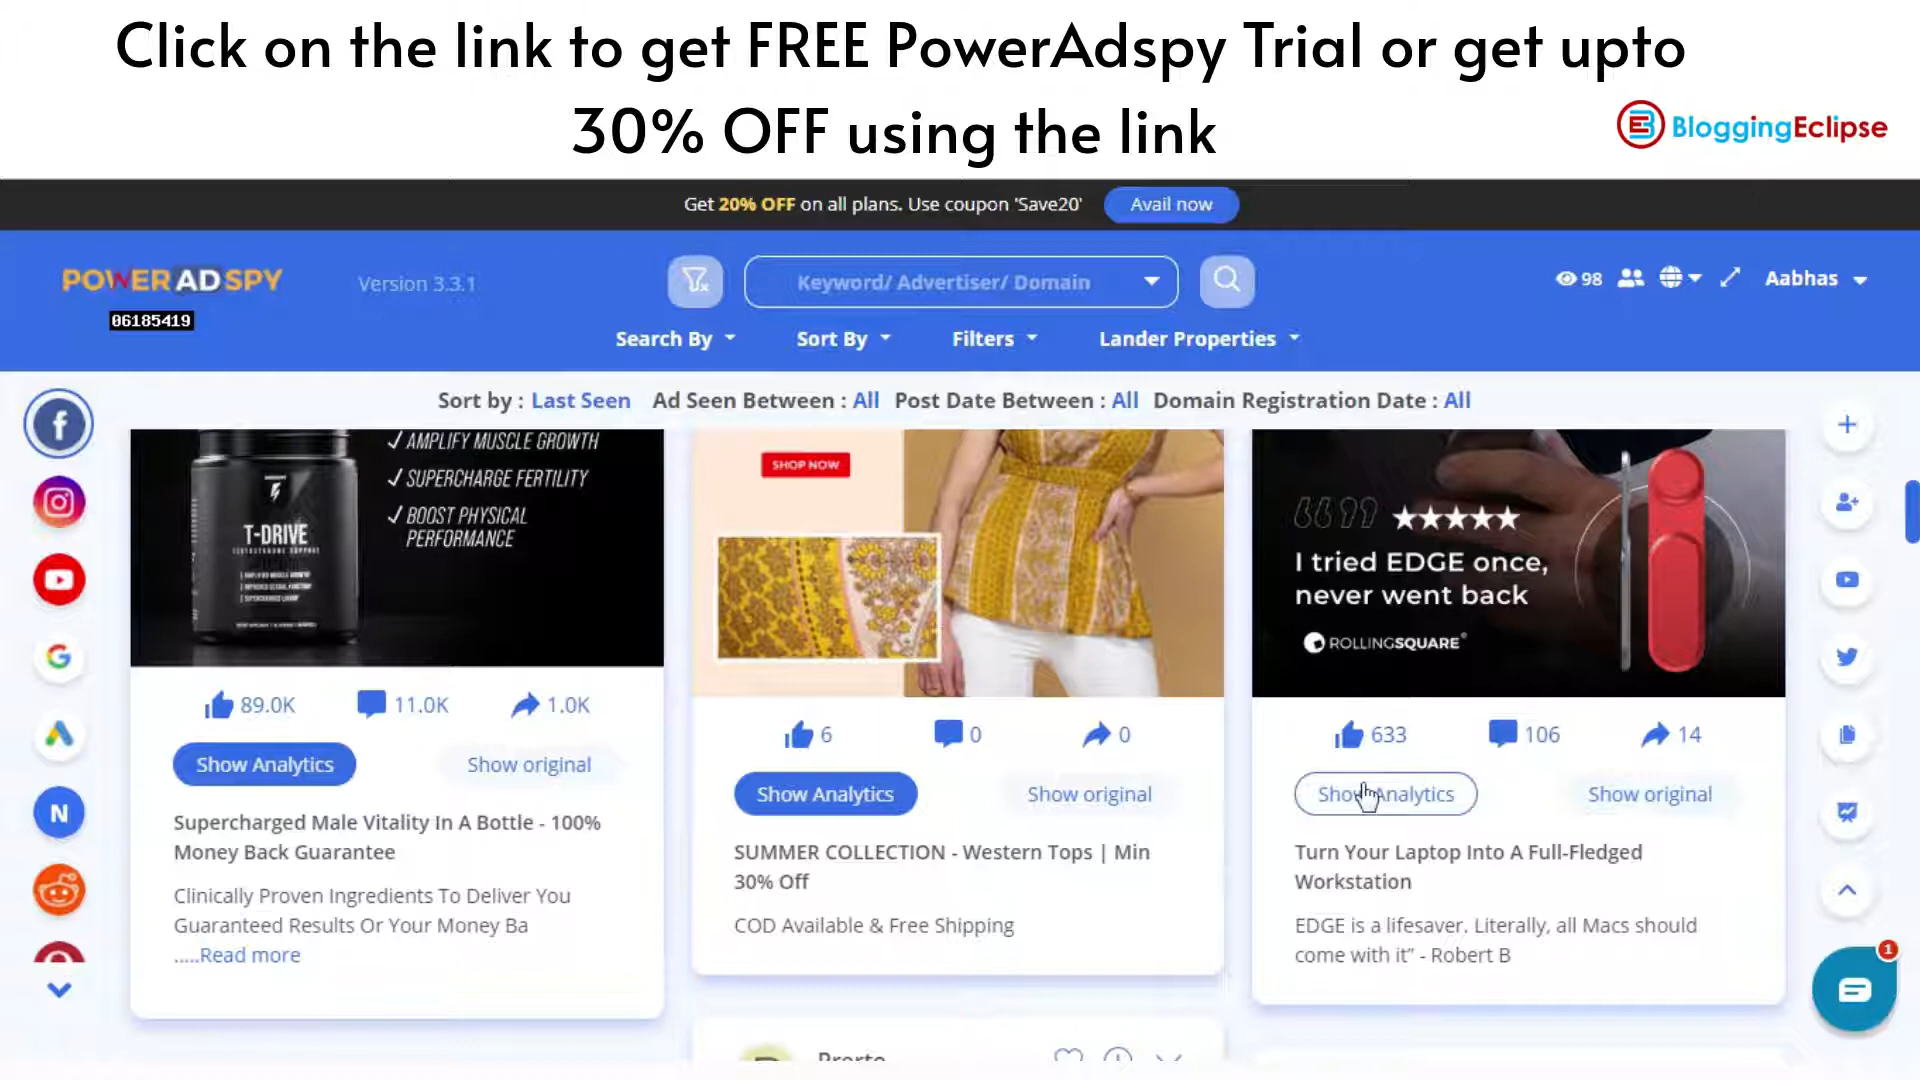 Click on the link to get FREE PowerAdspy Trial or get upto
30% OFF using the link
BloggingEclipse
Get 20% OFF on all plans. Use coupon 'Save20'
Avail now
POWERADSPY
06185419
Version 3.3.1
Keyword/ Advertiser/ Domain
98
Aabhas
Search By
Sort By
Filters
Lander Properties
Sort by : Last Seen Ad Seen Between : All Post Date Between : All Domain Registration Date : All
✓ AMPLIFY MUSCLE GROWTH
✓ SUPERCHARGE FERTILITY
✓ BOOST PHYSICAL
PERFORMANCE
T-DRIVE
TESTOSTERONE SUPPORT
89.0K 11.0K 1.0K
Show Analytics
Show original
Supercharged Male Vitality In A Bottle - 100%
Money Back Guarantee
Clinically Proven Ingredients To Deliver You
Guaranteed Results Or Your Money Ba
.....Read more
SHOP NOW
6 0 0
Show Analytics
Show original
SUMMER COLLECTION - Western Tops | Min
30% Off
COD Available & Free Shipping
I tried EDGE once,
never went back
ROLLINGSQUARE®
633 106 14
Show Analytics
Show original
Turn Your Laptop Into A Full-Fledged
Workstation
EDGE is a lifesaver. Literally, all Macs should
come with it” - Robert B
N
1